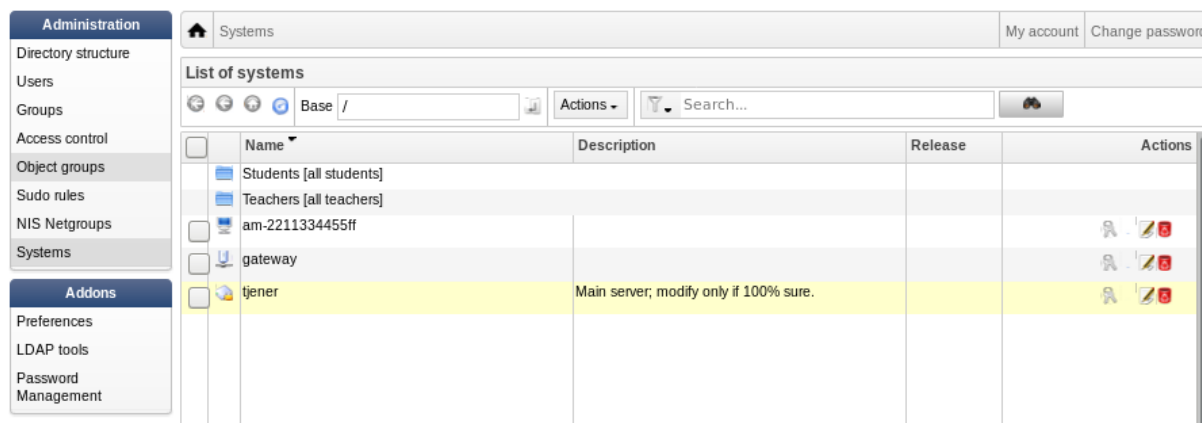 Administration
Directory structure
Users
Groups
Access control
Object groups
Sudo rules
NIS Netgroups
Systems
Addons
Preferences
LDAP tools
Password
Management
Systems
My account
Change password
List of systems
Base /
Actions
Search...
Name Description Release Actions
Students [all students]
Teachers [all teachers]
am-2211334455ff
gateway
tjener Main server; modify only if 100% sure.